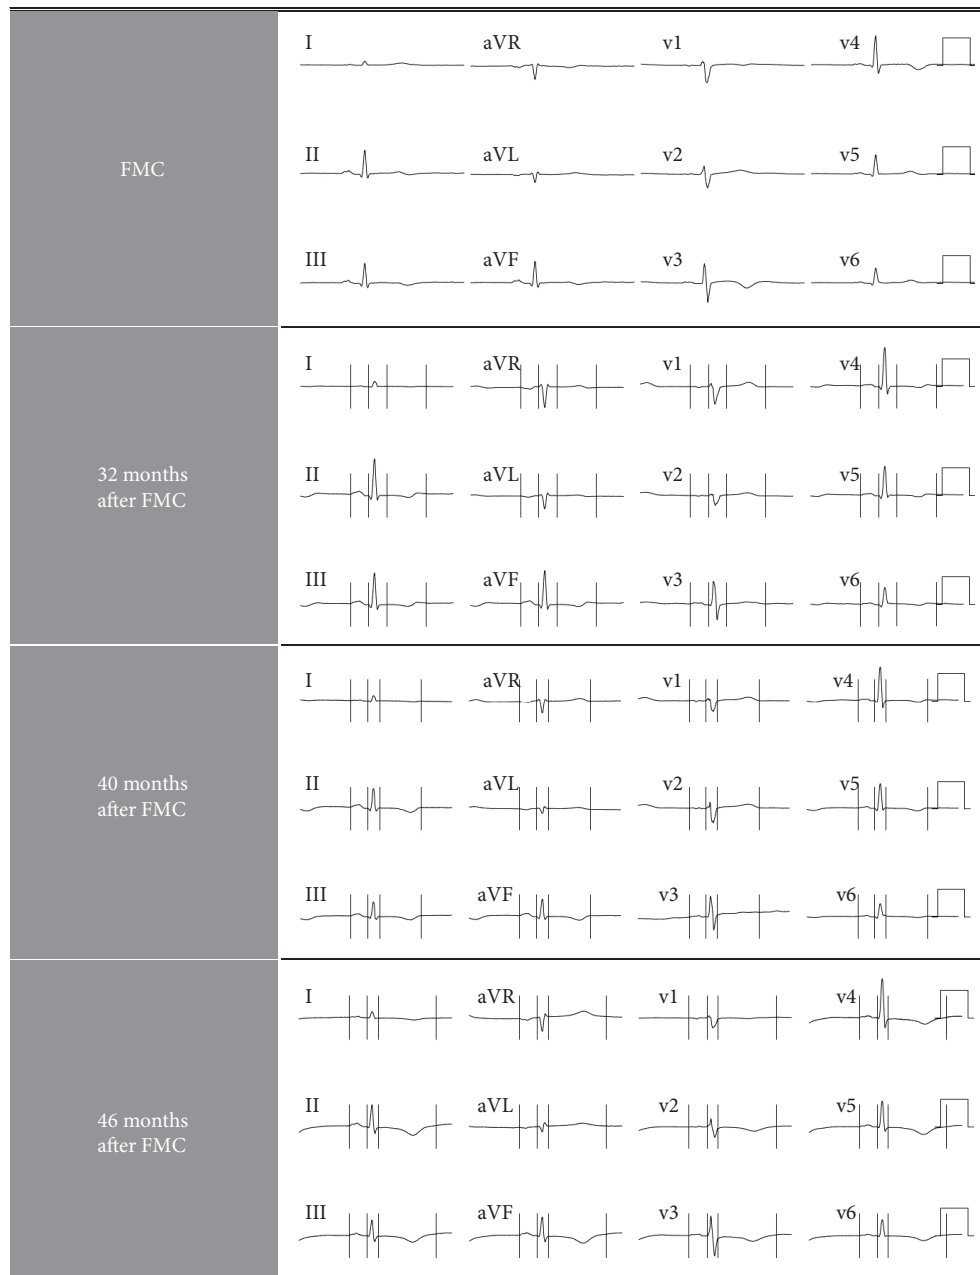 I aVR v1 v4
FMC
II aVL v2 v5
III aVF v3 v6
I aVR v1 v4
32 months
after FMC
II aVL v2 v5
III aVF v3 v6
I aVR v1 v4
40 months
after FMC
II aVL v2 v5
III aVF v3 v6
I aVR v1 v4
46 months
after FMC
II aVL v2 v5
III aVF v3 v6